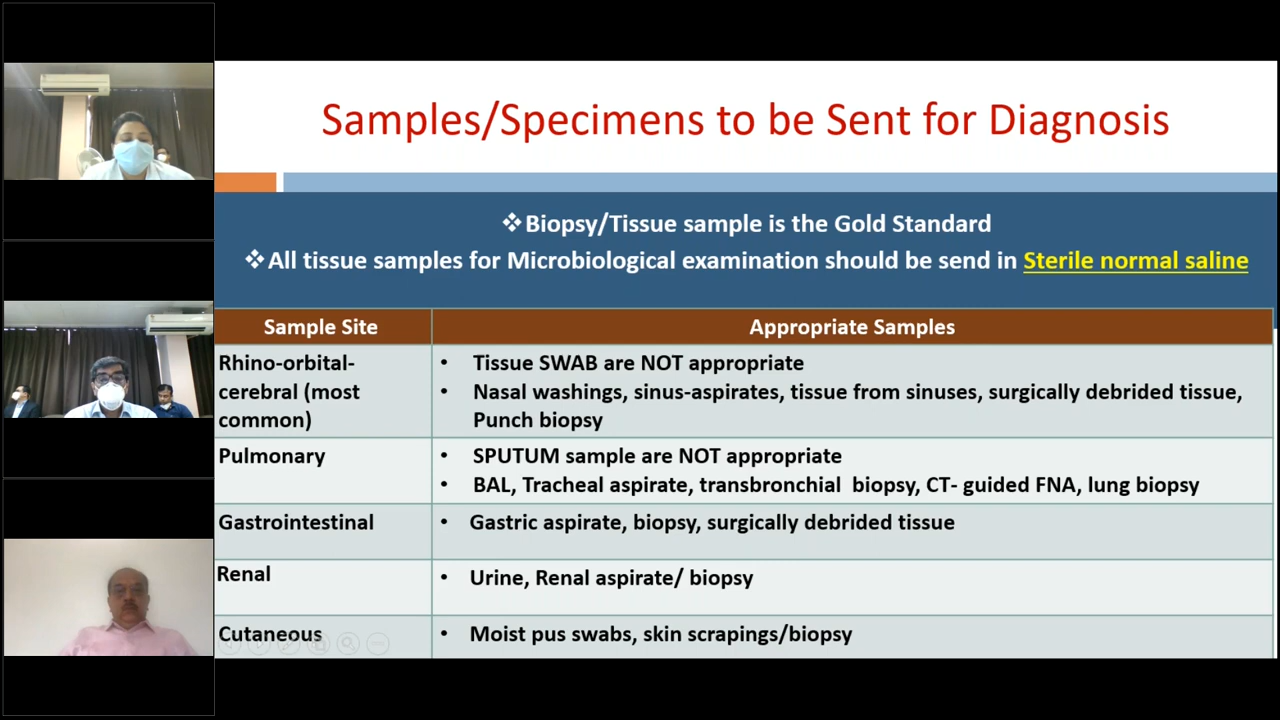 Samples/Specimens to be Sent for Diagnosis
❖Biopsy/Tissue sample is the Gold Standard
❖All tissue samples for Microbiological examination should be send in Sterile normal saline
Sample Site
Appropriate Samples
Rhino-orbital-
cerebral (most
common)
• Tissue SWAB are NOT appropriate
• Nasal washings, sinus-aspirates, tissue from sinuses, surgically debrided tissue,
Punch biopsy
Pulmonary
• SPUTUM sample are NOT appropriate
• BAL, Tracheal aspirate, transbronchial biopsy, CT- guided FNA, lung biopsy
Gastrointestinal
• Gastric aspirate, biopsy, surgically debrided tissue
Renal
• Urine, Renal aspirate/ biopsy
Cutaneous
• Moist pus swabs, skin scrapings/biopsy